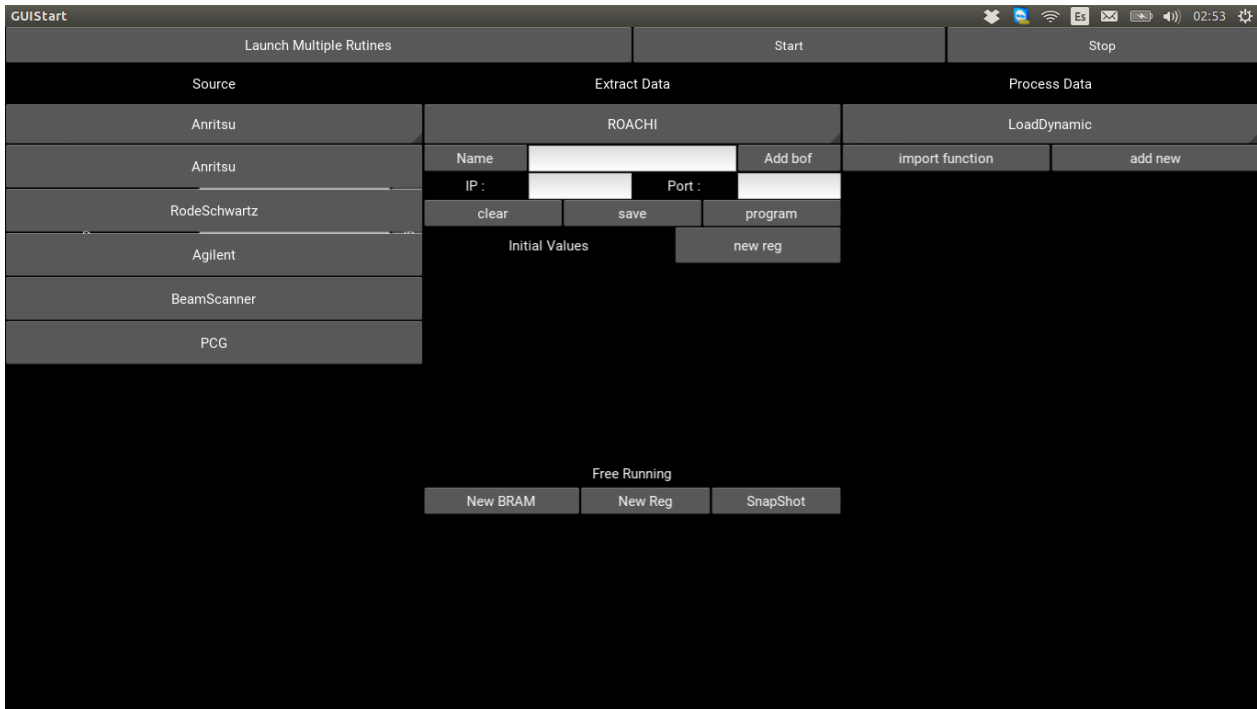 GUIStart Es 02:53
Launch Multiple Rutines Start Stop
Source Extract Data Process Data
Anritsu ROACHI LoadDynamic
Anritsu Name Add bof import function add new
IP : Port :
RodeSchwartz clear save program
Agilent Initial Values new reg
BeamScanner
PCG
Free Running
New BRAM New Reg SnapShot